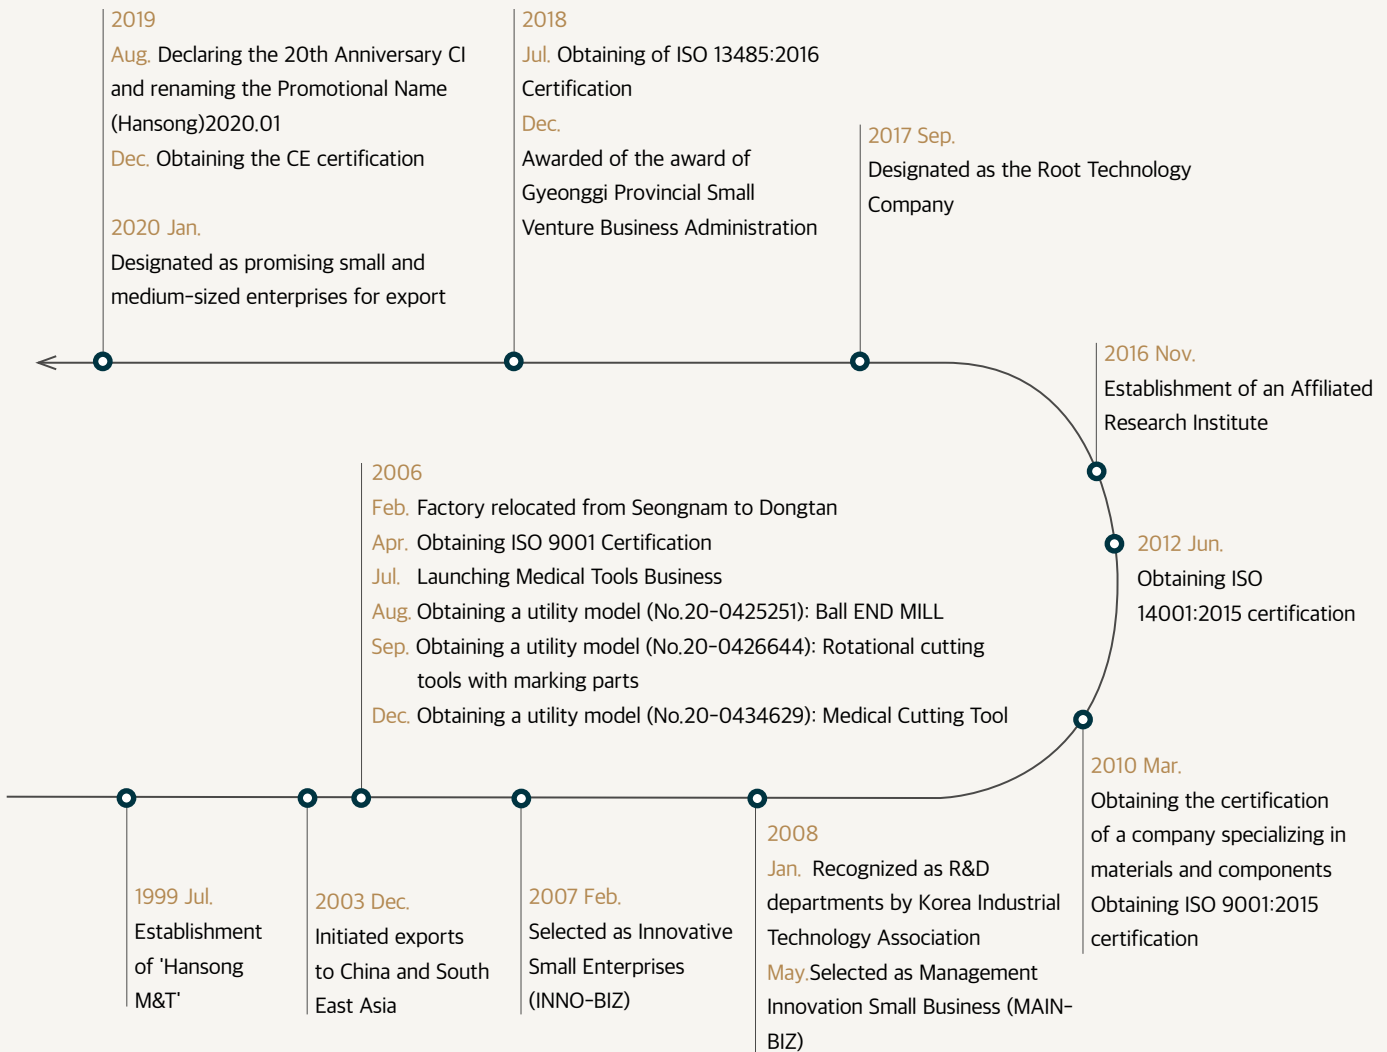 2019
Aug. Declaring the 20th Anniversary CI
and renaming the Promotional Name
(Hansong)2020.01
Dec. Obtaining the CE certification
2020 Jan.
Designated as promising small and
medium-sized enterprises for export
2018
Jul. Obtaining of ISO 13485:2016
Certification
Dec.
Awarded of the award of
Gyeonggi Provincial Small
Venture Business Administration
2017 Sep.
Designated as the Root Technology
Company
2016 Nov.
Establishment of an Affiliated
Research Institute
2012 Jun.
Obtaining ISO
14001:2015 certification
2006
Feb. Factory relocated from Seongnam to Dongtan
Apr. Obtaining ISO 9001 Certification
Jul. Launching Medical Tools Business
Aug. Obtaining a utility model (No.20-0425251): Ball END MILL
Sep. Obtaining a utility model (No.20-0426644): Rotational cutting
tools with marking parts
Dec. Obtaining a utility model (No.20-0434629): Medical Cutting Tool
1999 Jul.
Establishment
of 'Hansong
M&T'
2003 Dec.
Initiated exports
to China and South
East Asia
2007 Feb.
Selected as Innovative
Small Enterprises
(INNO-BIZ)
2008
Jan. Recognized as R&D
departments by Korea Industrial
Technology Association
May.Selected as Management
Innovation Small Business (MAIN-
BIZ)
2010 Mar.
Obtaining the certification
of a company specializing in
materials and components
Obtaining ISO 9001:2015
certification